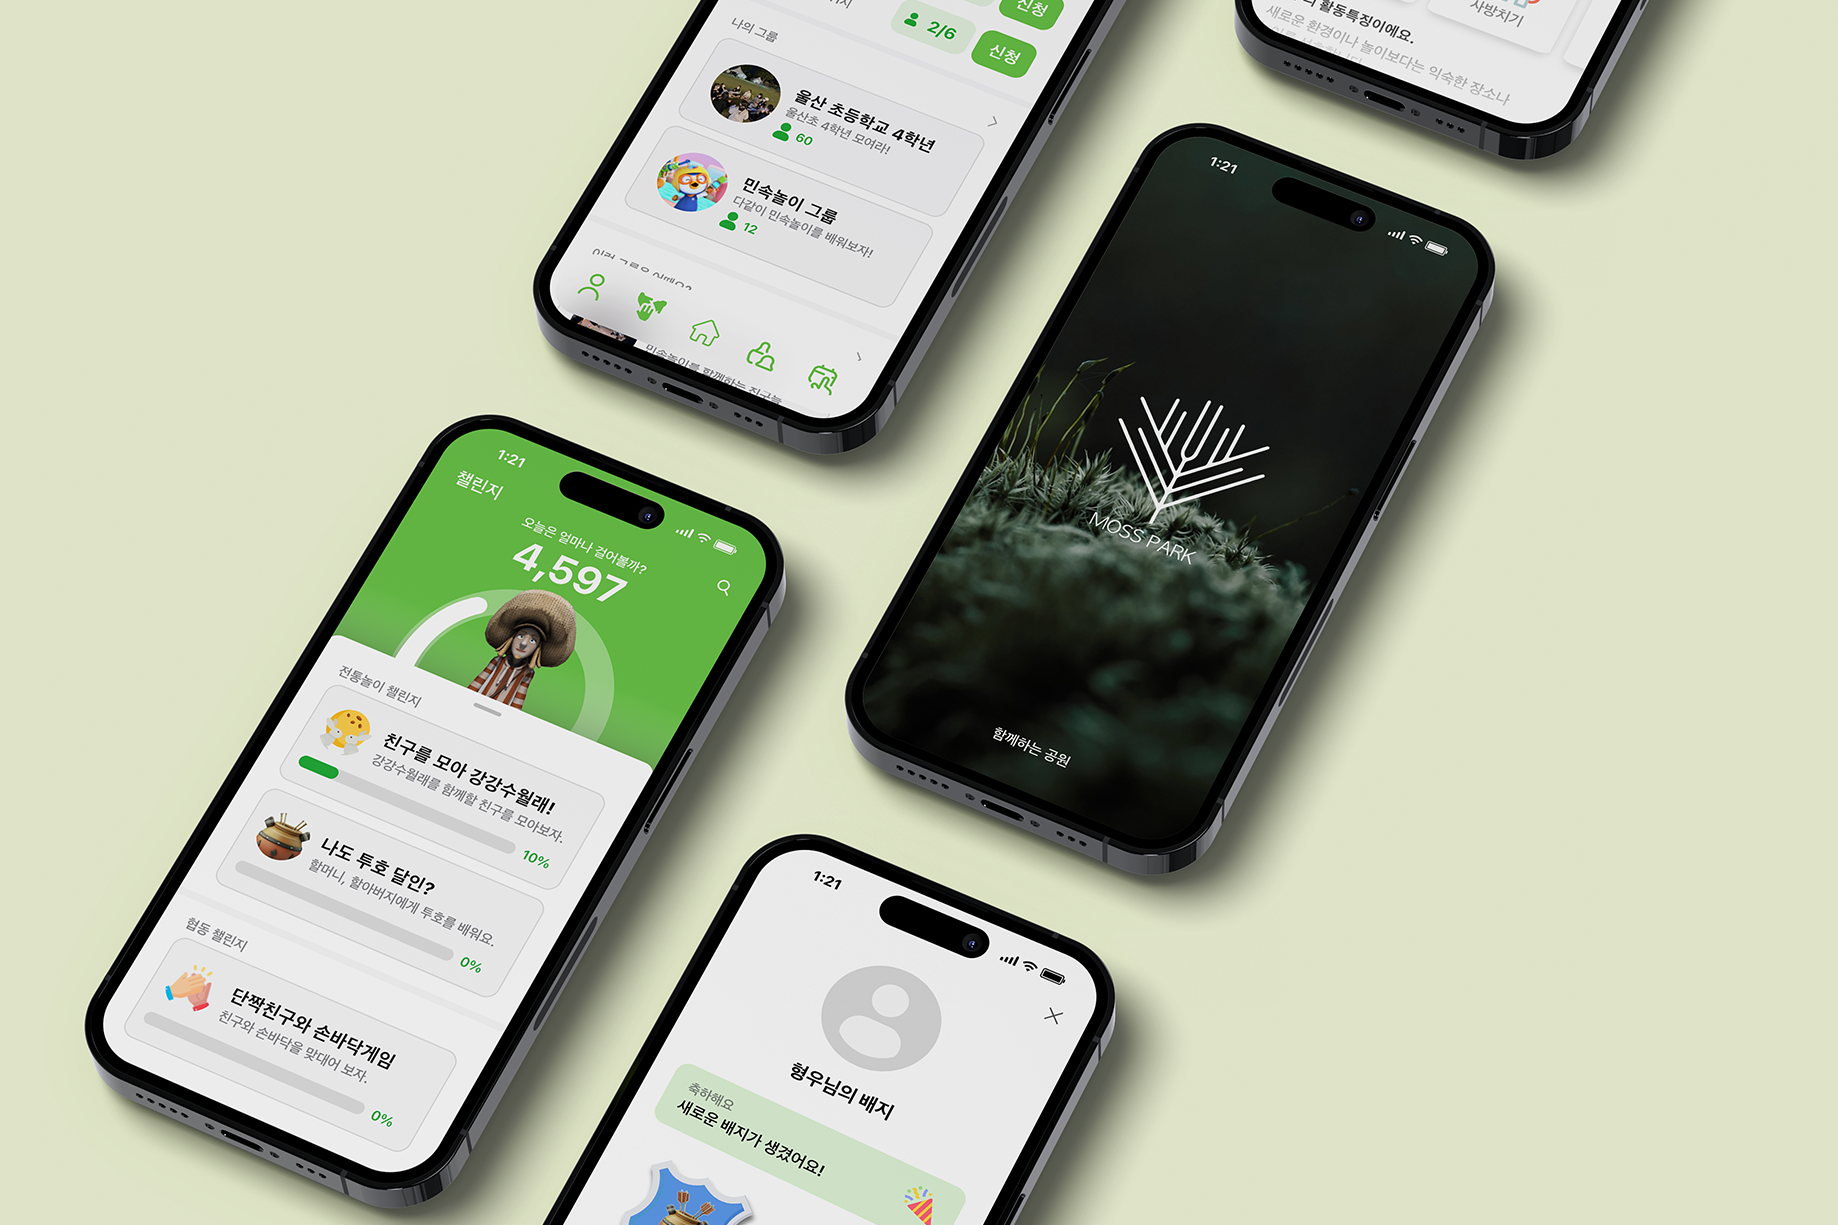 신청
2/6
신청
나의 그룹
울산 초등학교 4학년
울산초 4학년 모여라!
60
민속놀이 그룹
다같이 민속놀이를 배워보자!
12
이런 그룹은 어때요?
민속놀이를 함께하는 친구들
사방치기
활동특징이에요.
새로운 환경이나 놀이보다는 익숙한 장소나
1:21
MOSS PARK
함께하는 공원
1:21
챌린지
오늘은 얼마나 걸어볼까?
4,597
전통놀이 챌린지
친구를 모아 강강수월래!
강강수월래를 함께할 친구를 모아보자.
10%
나도 투호 달인?
할머니, 할아버지에게 투호를 배워요.
0%
협동 챌린지
단짝친구와 손바닥게임
친구와 손바닥을 맞대어 보자.
0%
1:21
형우님의 배지
축하해요
새로운 배지가 생겼어요!